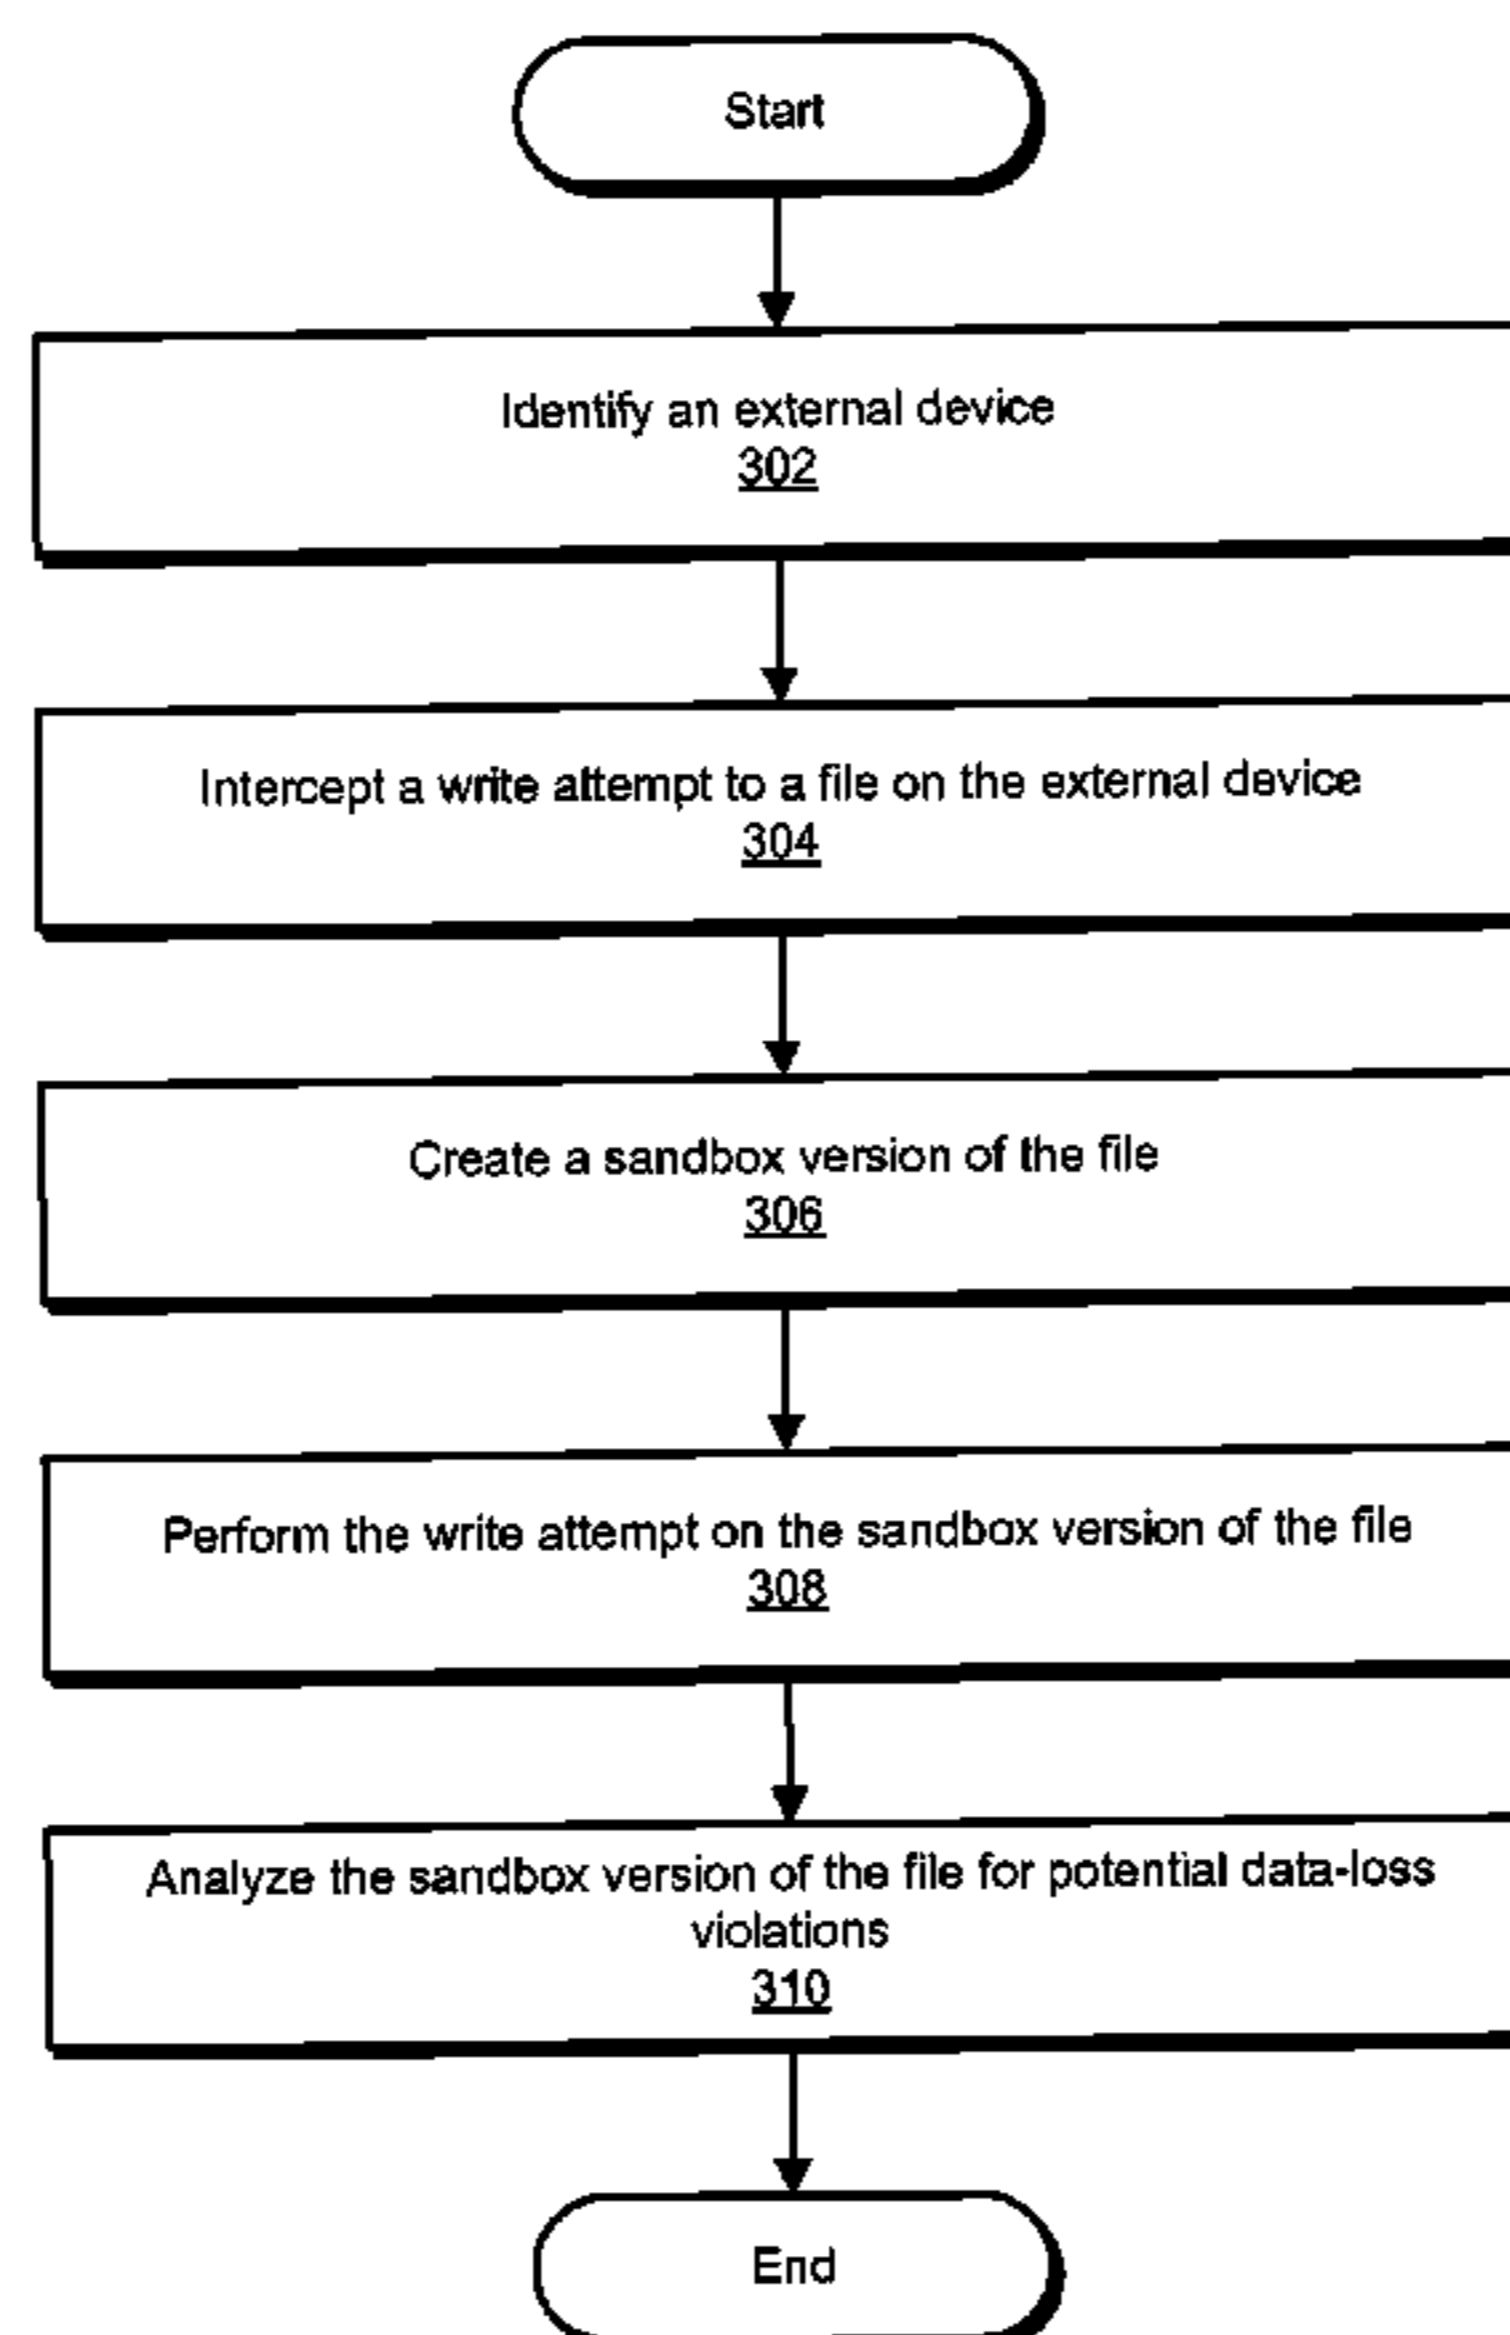 Start
Identify an external device
302
Intercept a write attempt to a file on the external device
304
Create a sandbox version of the file
306
Perform the write attempt on the sandbox version of the file
308
Analyze the sandbox version of the file for potential data-loss
violations
310
End